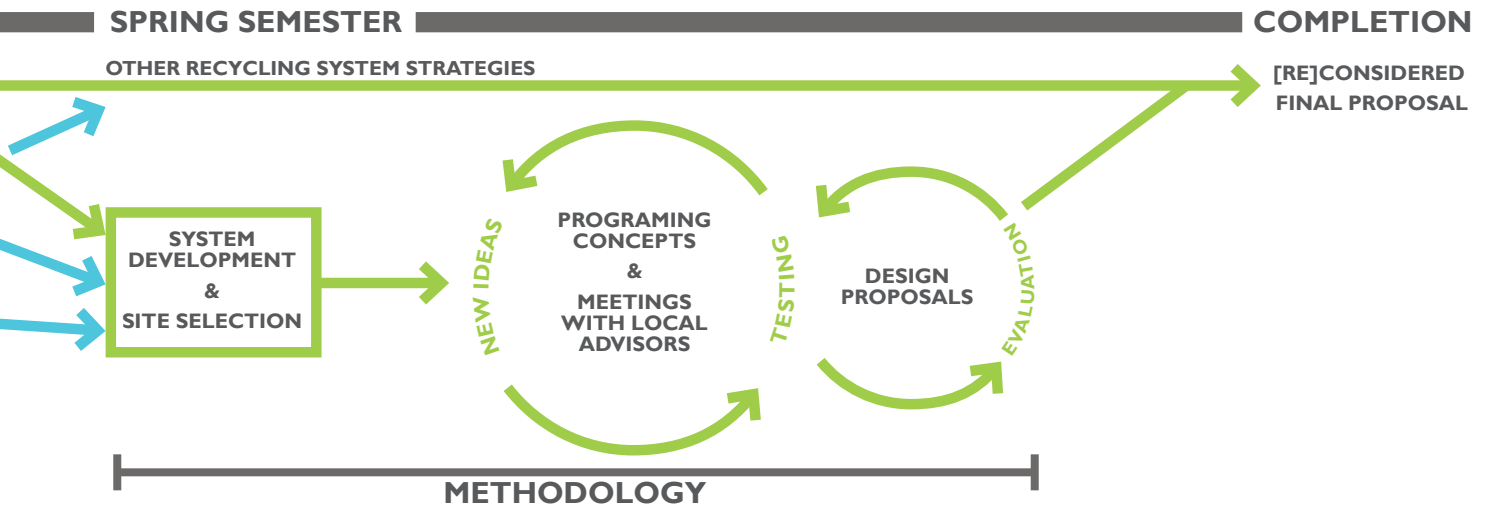 SPRING SEMESTER
COMPLETION
OTHER RECYCLING SYSTEM STRATEGIES
[RE]CONSIDERED
FINAL PROPOSAL
SYSTEM
DEVELOPMENT
&
SITE SELECTION
NEW IDEAS
PROGRAMING
CONCEPTS
&
MEETINGS
WITH LOCAL
ADVISORS
TESTING
DESIGN
PROPOSALS
EVALUATION
METHODOLOGY